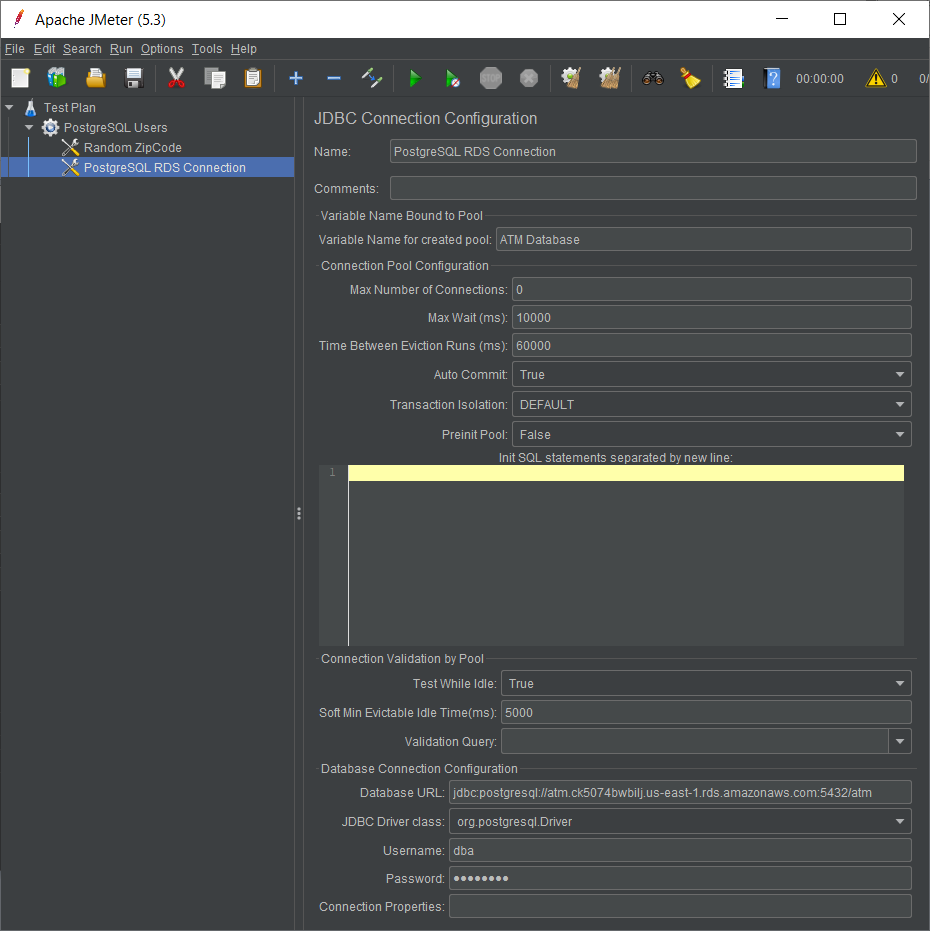 Apache JMeter (5.3)
File Edit Search Run Options Tools Help
STOP 00:00:00 0 0/
Test Plan
PostgreSQL Users
Random ZipCode
PostgreSQL RDS Connection
JDBC Connection Configuration
Name: PostgreSQL RDS Connection
Comments:
Variable Name Bound to Pool
Variable Name for created pool: ATM Database
Connection Pool Configuration
Max Number of Connections: 0
Max Wait (ms): 10000
Time Between Eviction Runs (ms): 60000
Auto Commit: True
Transaction Isolation: DEFAULT
Preinit Pool: False
Init SQL statements separated by new line:
1
Connection Validation by Pool
Test While Idle: True
Soft Min Evictable Idle Time(ms): 5000
Validation Query:
Database Connection Configuration
Database URL: jdbc:postgresql://atm.ck5074bwbilj.us-east-1.rds.amazonaws.com:5432/atm
JDBC Driver class: org.postgresql.Driver
Username: dba
Password: ••••••••
Connection Properties: